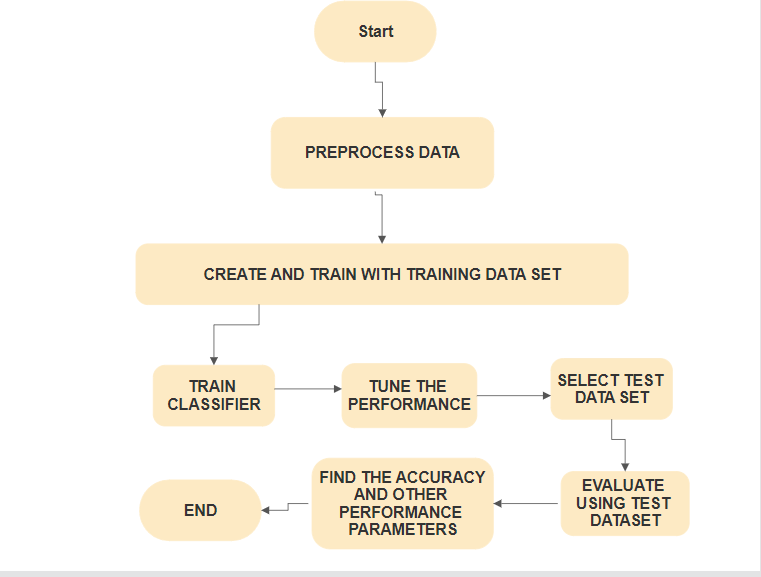 Start
PREPROCESS DATA
CREATE AND TRAIN WITH TRAINING DATA SET
TRAIN
CLASSIFIER
TUNE THE
PERFORMANCE
SELECT TEST
DATA SET
EVALUATE
USING TEST
DATASET
FIND THE ACCURACY
AND OTHER
PERFORMANCE
PARAMETERS
END